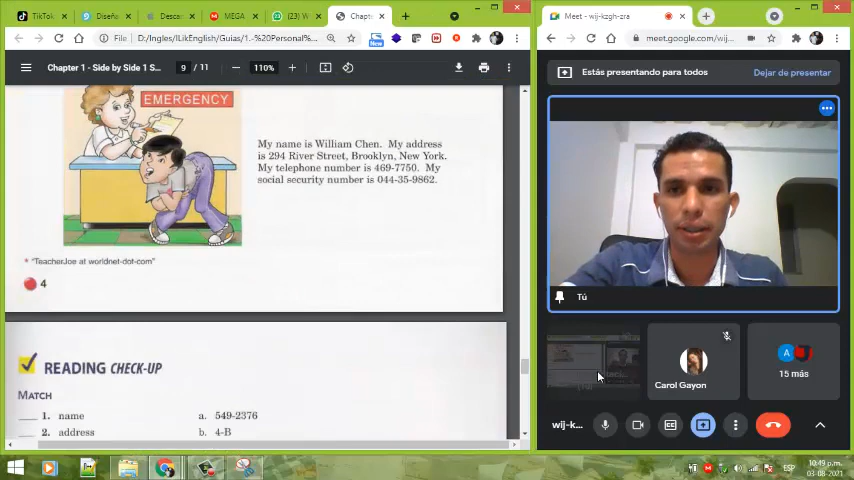 TikTok
Diseña
Descar
MEGA
(23) W
Chapt
Meet - wij-kzgh-zra
File
D:/Ingles/ILikEnglish/Guias/1.-%20Personal%...
New
meet.google.com/wij...
Chapter 1 - Side by Side 1 S...
9 / 11
110%
Estás presentando para todos
Dejar de presentar
EMERGENCY
My name is William Chen. My address
is 294 River Street, Brooklyn, New York.
My telephone number is 469-7750. My
social security number is 044-35-9862.
* "TeacherJoe at worldnet-dot-com"
4
Tú
READING CHECK-UP
MATCH
1. name a. 549-2376
2. address b. 4-B
Carol Gayon
A
15 más
wij-k...
ESP
10:49 p.m.
03-08-2021